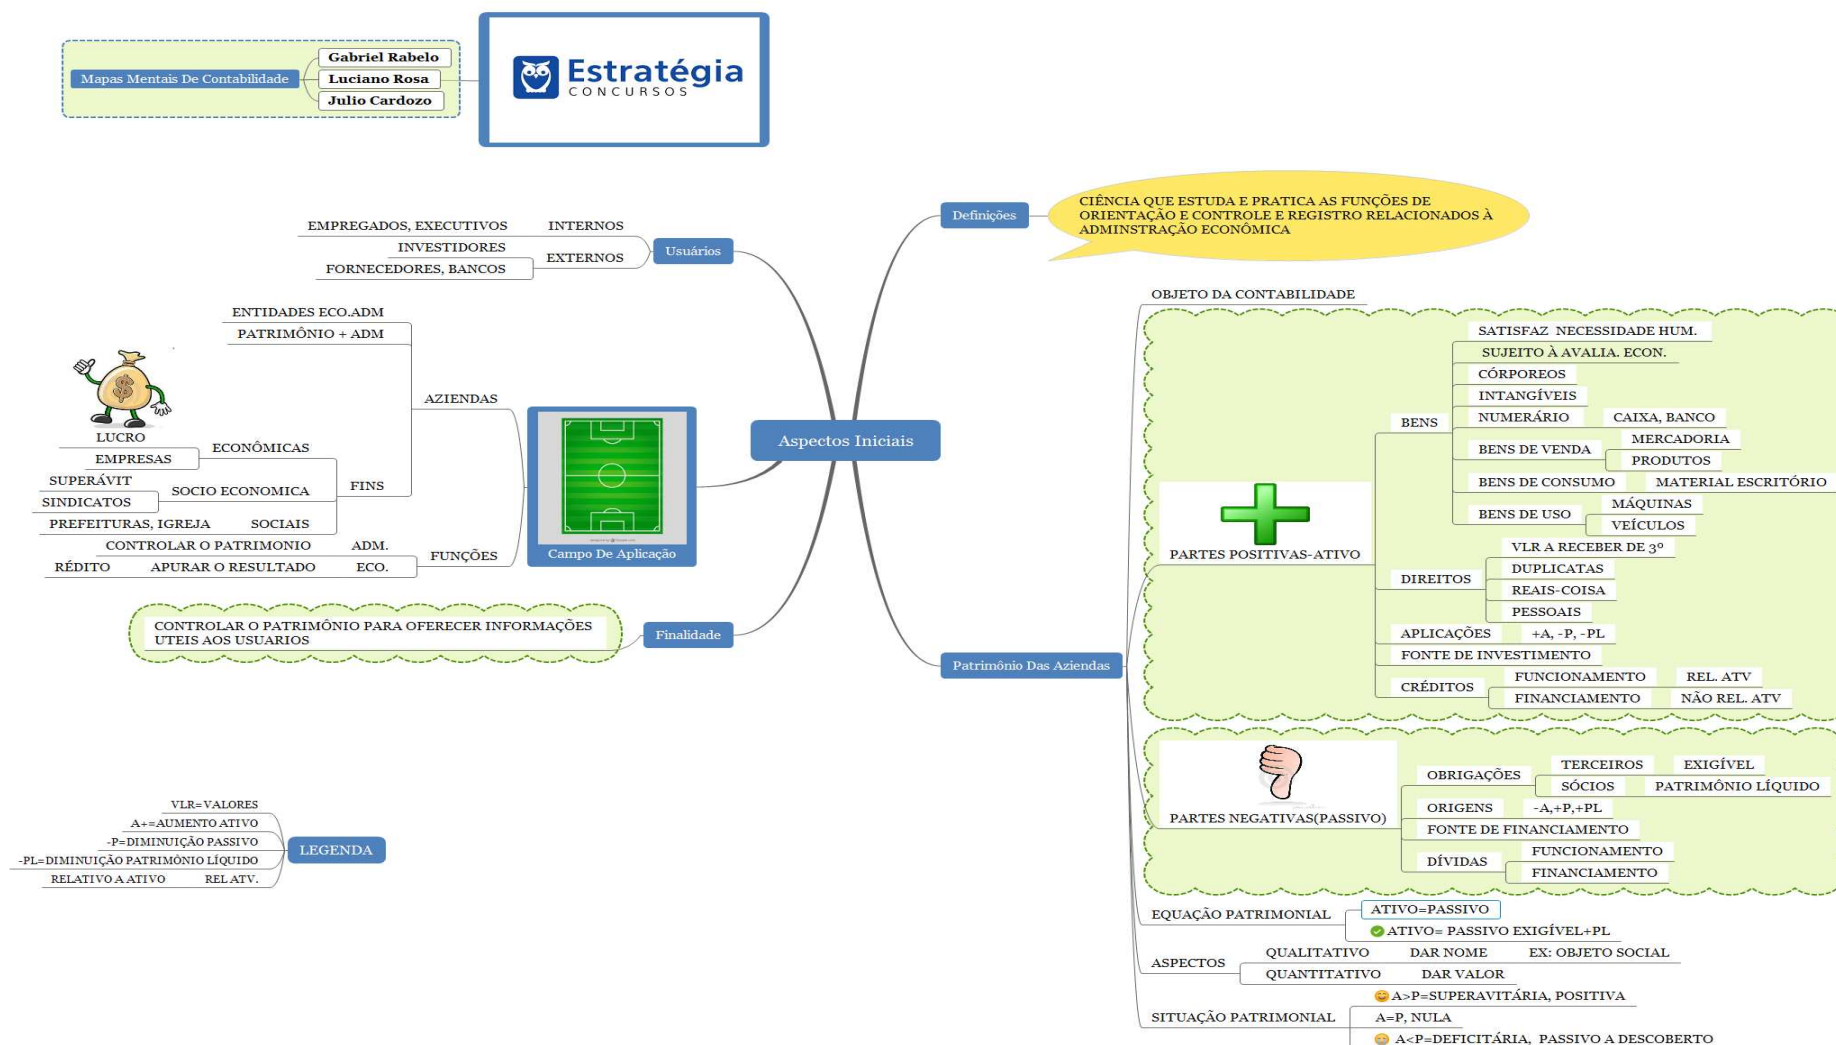 Mapas Mentais De Contabilidade
Gabriel Rabelo
Luciano Rosa
Julio Cardozo
Estratégia
CONCURSOS
Aspectos Iniciais
Usuários
INTERNOS
EMPREGADOS, EXECUTIVOS
EXTERNOS
INVESTIDORES
FORNECEDORES, BANCOS
Campo De Aplicação
AZIENDAS
ENTIDADES ECO.ADM
PATRIMÔNIO + ADM
FINS
ECONÔMICAS
LUCRO
EMPRESAS
SOCIO ECONOMICA
SUPERÁVIT
SINDICATOS
SOCIAIS
PREFEITURAS, IGREJA
FUNÇÕES
ADM.
CONTROLAR O PATRIMONIO
ECO.
APURAR O RESULTADO
RÉDITO
Finalidade
CONTROLAR O PATRIMÔNIO PARA OFERECER INFORMAÇÕES
UTEIS AOS USUARIOS
LEGENDA
VLR=VALORES
A+=AUMENTO ATIVO
-P=DIMINUIÇÃO PASSIVO
-PL=DIMINUIÇÃO PATRIMÔNIO LÍQUIDO
REL ATV.
RELATIVO A ATIVO
Definições
CIÊNCIA QUE ESTUDA E PRATICA AS FUNÇÕES DE
ORIENTAÇÃO E CONTROLE E REGISTRO RELACIONADOS À
ADMINSTRAÇÃO ECONÔMICA
Patrimônio Das Aziendas
OBJETO DA CONTABILIDADE
PARTES POSITIVAS-ATIVO
BENS
SATISFAZ NECESSIDADE HUM.
SUJEITO À AVALIA. ECON.
CÓRPOREOS
INTANGÍVEIS
NUMERÁRIO
CAIXA, BANCO
BENS DE VENDA
MERCADORIA
PRODUTOS
BENS DE CONSUMO
MATERIAL ESCRITÓRIO
BENS DE USO
MÁQUINAS
VEÍCULOS
DIREITOS
VLR A RECEBER DE 3º
DUPLICATAS
REAIS-COISA
PESSOAIS
APLICAÇÕES
+A, -P, -PL
FONTE DE INVESTIMENTO
CRÉDITOS
FUNCIONAMENTO
REL. ATV
FINANCIAMENTO
NÃO REL. ATV
PARTES NEGATIVAS(PASSIVO)
OBRIGAÇÕES
TERCEIROS
EXIGÍVEL
SÓCIOS
PATRIMÔNIO LÍQUIDO
ORIGENS
-A,+P,+PL
FONTE DE FINANCIAMENTO
DÍVIDAS
FUNCIONAMENTO
FINANCIAMENTO
EQUAÇÃO PATRIMONIAL
ATIVO=PASSIVO
ATIVO= PASSIVO EXIGÍVEL+PL
ASPECTOS
QUALITATIVO
DAR NOME
EX: OBJETO SOCIAL
QUANTITATIVO
DAR VALOR
SITUAÇÃO PATRIMONIAL
A>P=SUPERAVITÁRIA, POSITIVA
A=P, NULA
A<P=DEFICITÁRIA, PASSIVO A DESCOBERTO